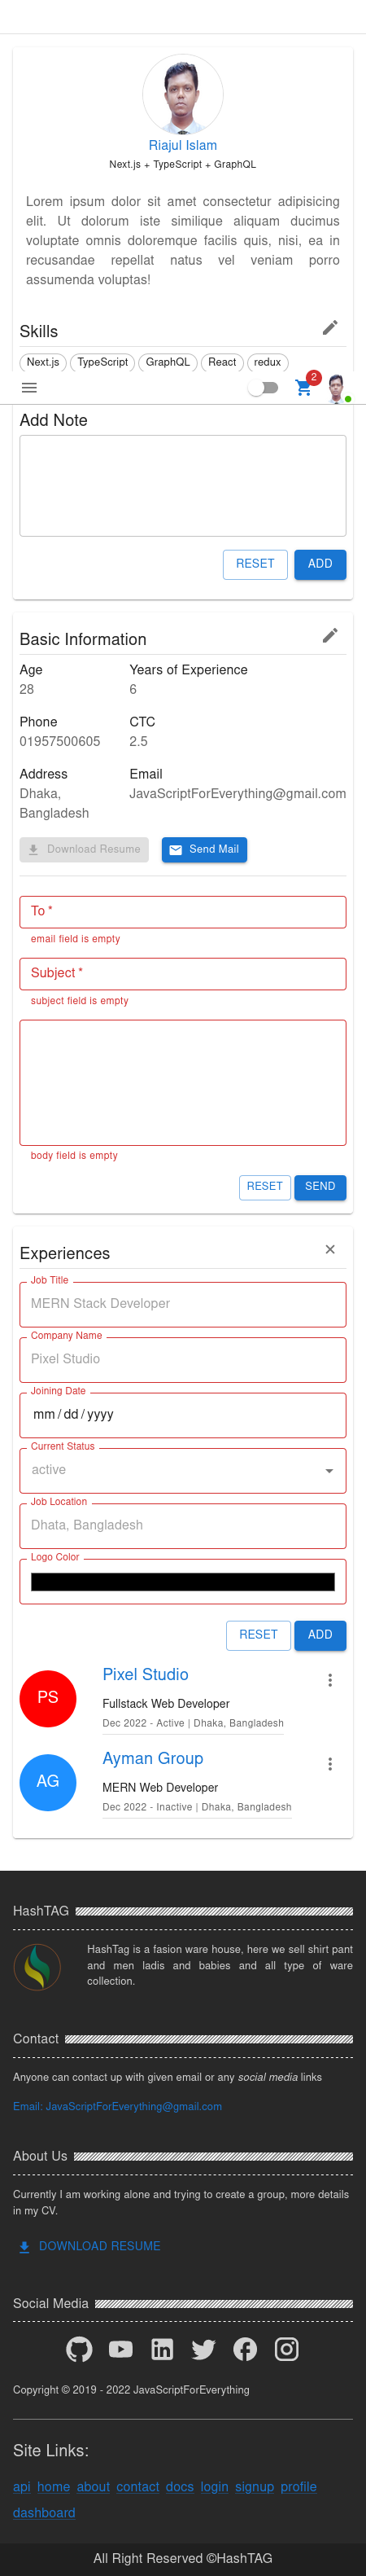 Riajul Islam
Next.js + TypeScript + GraphQL
Lorem ipsum dolor sit amet consectetur adipisicing
elit. Ut dolorum iste similique aliquam ducimus
voluptate omnis doloremque facilis quis, nisi, ea in
recusandae repellat natus vel veniam porro
assumenda voluptas!
Skills
Next.js TypeScript GraphQL React redux
2
Add Note
RESET ADD
Basic Information
Age Years of Experience
28 6
Phone CTC
01957500605 2.5
Address Email
Dhaka, JavaScriptForEverything@gmail.com
Bangladesh
Download Resume Send Mail
To *
email field is empty
Subject *
subject field is empty
body field is empty
RESET SEND
Experiences
Job Title
MERN Stack Developer
Company Name
Pixel Studio
Joining Date
mm/dd/yyyy
Current Status
active
Job Location
Dhata, Bangladesh
Logo Color
RESET ADD
PS Pixel Studio
Fullstack Web Developer
Dec 2022 - Active | Dhaka, Bangladesh
AG Ayman Group
MERN Web Developer
Dec 2022 - Inactive | Dhaka, Bangladesh
HashTAG
HashTag is a fasion ware house, here we sell shirt pant
and men ladis and babies and all type of ware
collection.
Contact
Anyone can contact up with given email or any social media links
Email: JavaScriptForEverything@gmail.com
About Us
Currently I am working alone and trying to create a group, more details
in my CV.
DOWNLOAD RESUME
Social Media
Copyright © 2019 - 2022 JavaScriptForEverything
Site Links:
api home about contact docs login signup profile
dashboard
All Right Reserved ©HashTAG